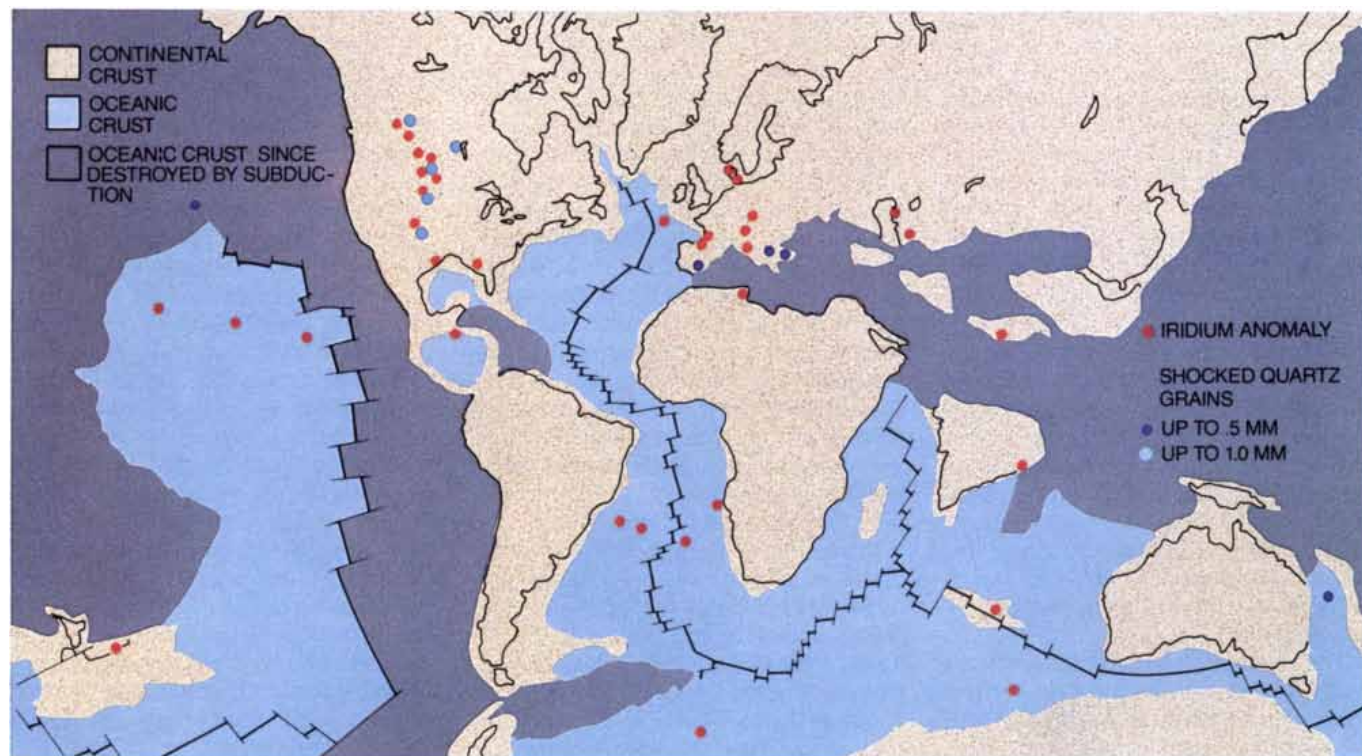 CONTINENTAL
CRUST
OCEANIC
CRUST
OCEANIC CRUST SINCE
DESTROYED BY SUBDUC-
TION
IRIDIUM ANOMALY
SHOCKED QUARTZ
GRAINS
UP TO .5 MM
UP TO 1.0 MM